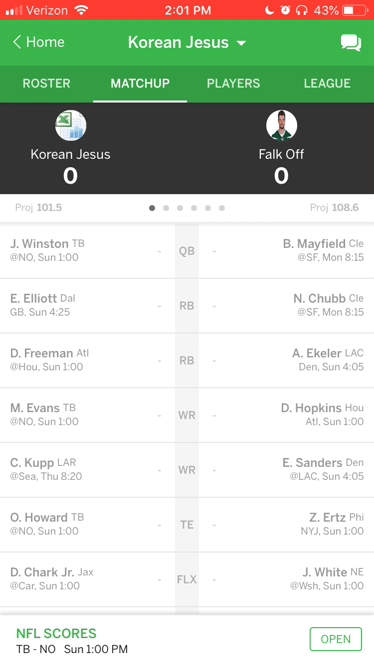 Verizon 2:01 PM 43%
Home Korean Jesus
ROSTER MATCHUP PLAYERS LEAGUE
Korean Jesus Falk Off
0 0
Proj 101.5 Proj 108.6
J. Winston TB - QB - B. Mayfield Cle
@NO, Sun 1:00 @SF, Mon 8:15
E. Elliott Dal - RB - N. Chubb Cle
GB, Sun 4:25 @SF, Mon 8:15
D. Freeman Atl - RB - A. Ekeler LAC
@Hou, Sun 1:00 Den, Sun 4:05
M. Evans TB - WR - D. Hopkins Hou
@NO, Sun 1:00 Atl, Sun 1:00
C. Kupp LAR - WR - E. Sanders Den
@Sea, Thu 8:20 @LAC, Sun 4:05
O. Howard TB - TE - Z. Ertz Phi
@NO, Sun 1:00 NYJ, Sun 1:00
D. Chark Jr. Jax - FLX - J. White NE
@Car, Sun 1:00 @Wsh, Sun 1:00
NFL SCORES
TB - NO Sun 1:00 PM OPEN